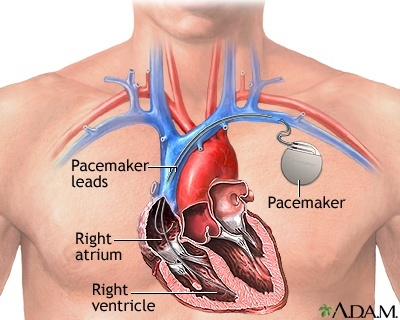 Pacemaker
leads
Pacemaker
Right
atrium
Right
ventricle
A.D.A.M.